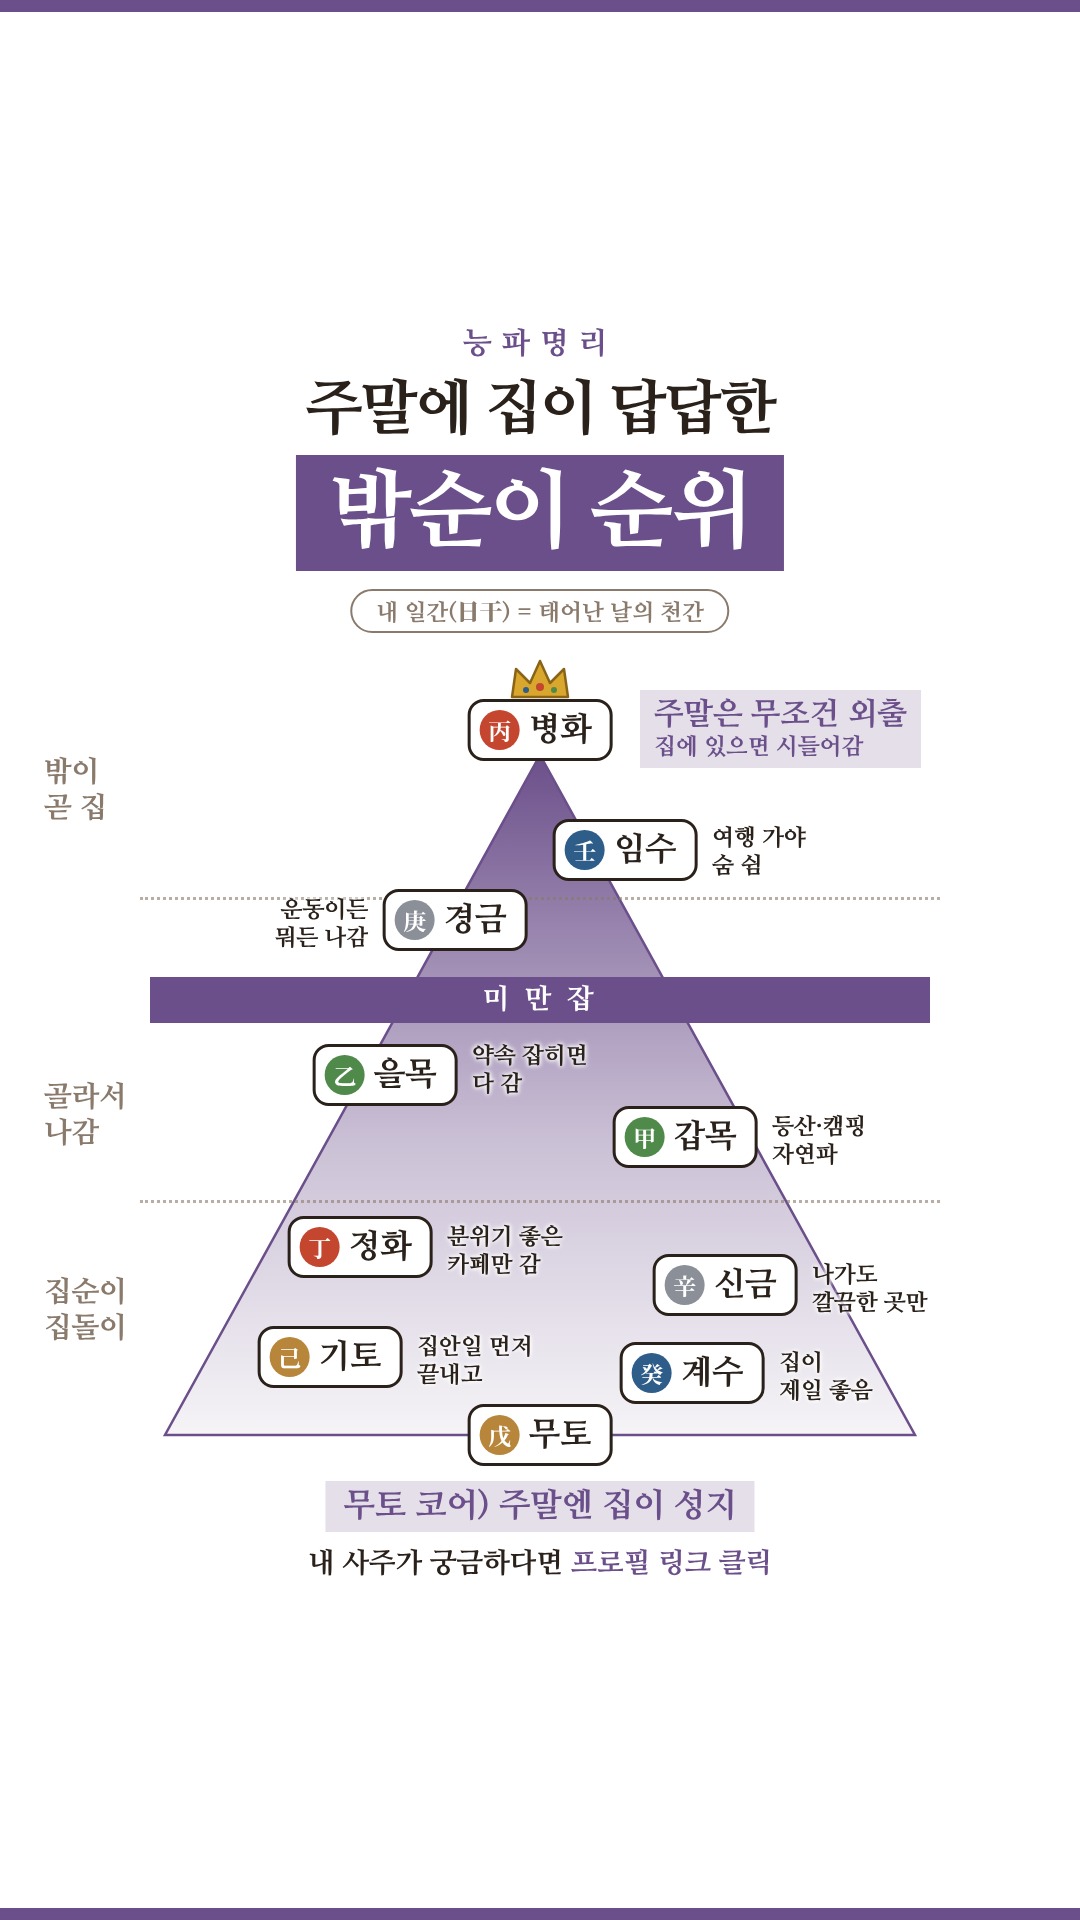 능파명리
주말에 집이 답답한
밖순이 순위
내 일간(日干) = 태어난 날의 천간
丙 병화
주말은 무조건 외출
집에 있으면 시들어감
밖이
곧 집
壬 임수
여행 가야
숨 쉼
운동이든
뭐든 나감
庚 경금
미만잡
乙 을목
약속 잡히면
다 감
골라서
나감
甲 갑목
등산·캠핑
자연파
丁 정화
분위기 좋은
카페만 감
辛 신금
나가도
깔끔한 곳만
집순이
집돌이
己 기토
집안일 먼저
끝내고
癸 계수
집이
제일 좋음
戊 무토
무토 코어) 주말엔 집이 성지
내 사주가 궁금하다면 프로필 링크 클릭